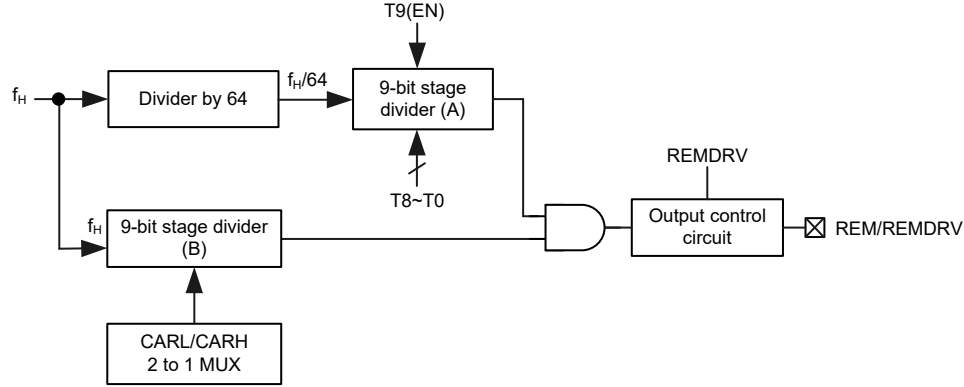 T9(EN)
fH
Divider by 64
fH/64
9-bit stage
divider (A)
T8~T0
REMDRV
fH
9-bit stage divider
(B)
Output control
circuit
REM/REMDRV
CARL/CARH
2 to 1 MUX